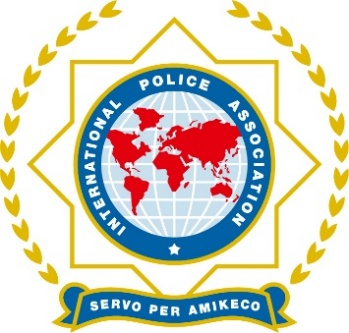 INTERNATIONAL POLICE ASSOCIATION
SERVO PER AMIKECO